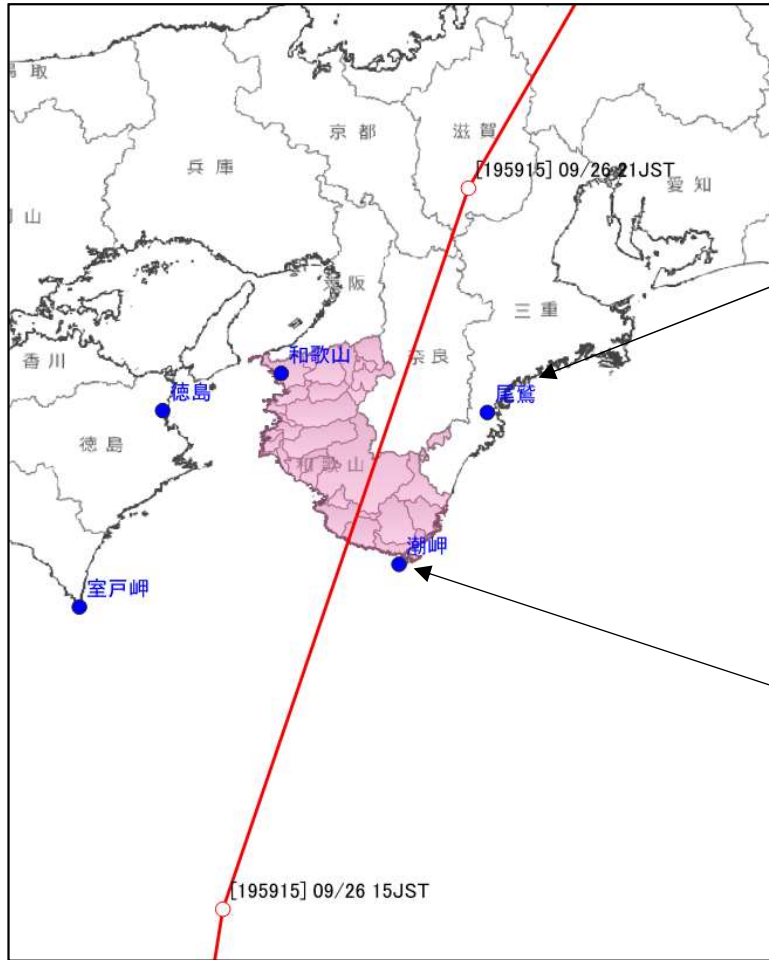 取
京都
滋賀
兵庫
[195915] 09/26 21JST
愛知
山
大阪
三重
香川
和歌山
奈良
徳島
尾鷲
徳島
和歌山
潮岬
室戸岬
[195915] 09/26 15JST